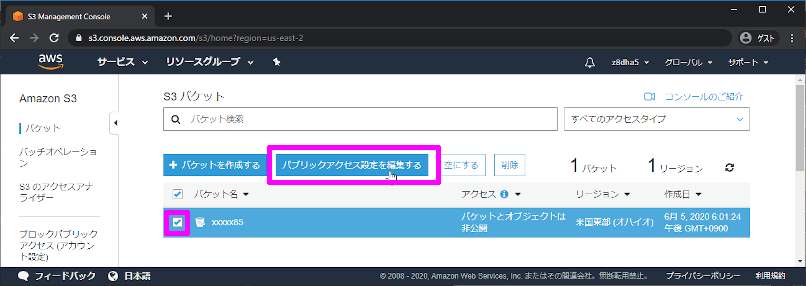 S3 Management Console
s3.console.aws.amazon.com/s3/home?region=us-east-2
ゲスト
aws
サービス
リソースグループ
z8dha5
グローバル
サポート
Amazon S3
バケット
バッチオペレーション
S3 のアクセスアナライザー
ブロックパブリックアクセス (アカウント設定)
S3 バケット
コンソールのご紹介
バケット検索
すべてのアクセスタイプ
+ バケットを作成する
パブリックアクセス設定を編集する
空にする
削除
1 バケット
1 リージョン
バケット名
アクセス
リージョン
作成日
xxxxx85
バケットとオブジェクトは
非公開
米国東部 (オハイオ)
6月 5, 2020 6:01:24
午後 GMT+0900
フィードバック
日本語
© 2008 - 2020, Amazon Web Services, Inc. またはその関連会社。無断転用禁止。
プライバシーポリシー
利用規約